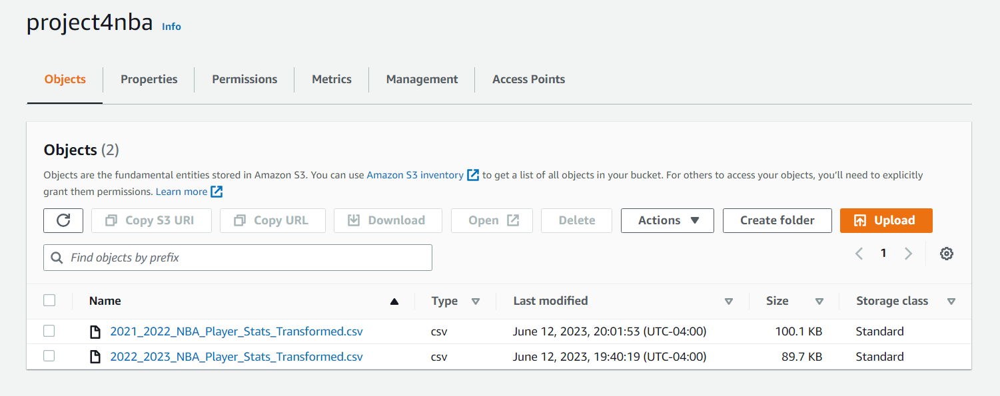 project4nba Info
Objects Properties Permissions Metrics Management Access Points
Objects (2)
Objects are the fundamental entities stored in Amazon S3. You can use Amazon S3 inventory to get a list of all objects in your bucket. For others to access your objects, you’ll need to explicitly
grant them permissions. Learn more
Copy S3 URI Copy URL Download Open Delete Actions Create folder Upload
Find objects by prefix 1
Name Type Last modified Size Storage class
2021_2022_NBA_Player_Stats_Transformed.csv csv June 12, 2023, 20:01:53 (UTC-04:00) 100.1 KB Standard
2022_2023_NBA_Player_Stats_Transformed.csv csv June 12, 2023, 19:40:19 (UTC-04:00) 89.7 KB Standard